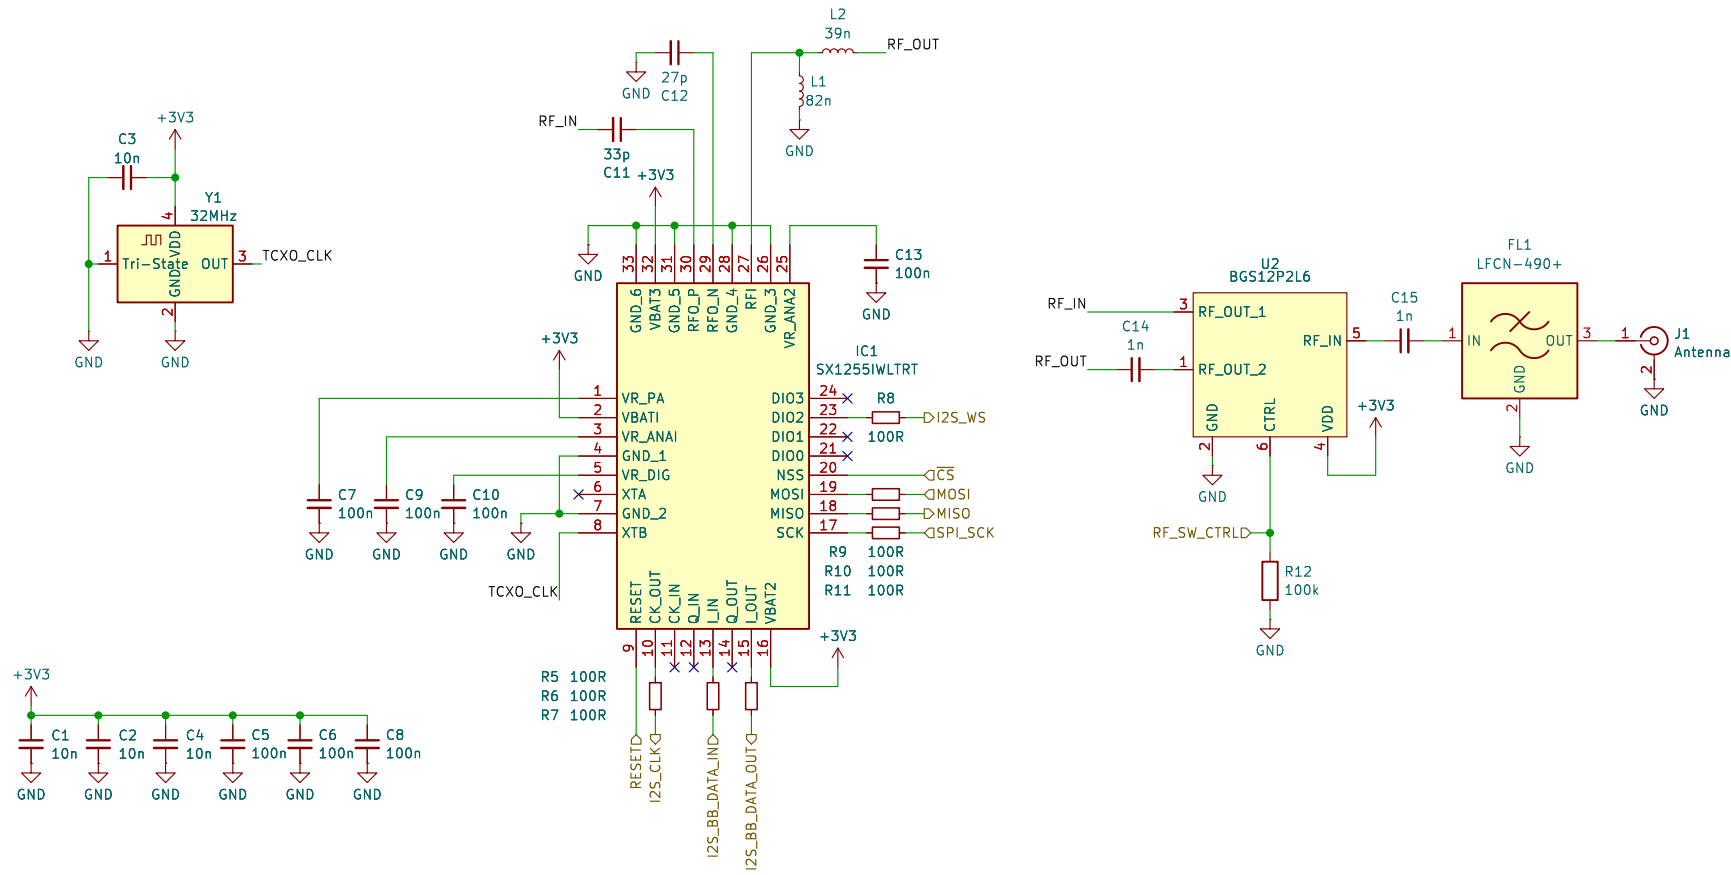 L2
39n
RF_OUT
27p
C12
GND
L1
82n
GND
RF_IN
33p
C11
+3V3
+3V3
C3
10n
Y1
32MHz
4
VDD
1
Tri-State
OUT
3
TCXO_CLK
GND
2
GND
GND
GND
33
32
31
30
29
28
27
26
25
GND_6
VBAT3
GND_5
RFO_P
RFO_N
GND_4
RFI
GND_3
VR_ANA2
C13
100n
GND
IC1
SX1255IWLTRT
+3V3
1
VR_PA
2
VBATI
3
VR_ANAI
4
GND_1
5
VR_DIG
6
XTA
7
GND_2
8
XTB
DIO3
24
DIO2
23
DIO1
22
DIO0
21
NSS
20
MOSI
19
MISO
18
SCK
17
R8
100R
I2S_WS
CS
MOSI
MISO
SPI_SCK
R9 100R
R10 100R
R11 100R
C7
100n
GND
C9
100n
GND
C10
100n
GND
GND
TCXO_CLK
RESET
CK_OUT
CK_IN
Q_IN
I_IN
Q_OUT
I_OUT
VBAT2
9
10
11
12
13
14
15
16
+3V3
R5 100R
R6 100R
R7 100R
RESET
I2S_CLK
I2S_BB_DATA_IN
I2S_BB_DATA_OUT
+3V3
C1
10n
GND
C2
10n
GND
C4
10n
GND
C5
100n
GND
C6
100n
GND
C8
100n
GND
U2
BGS12P2L6
RF_IN
3
RF_OUT_1
C14
1n
RF_OUT
1
RF_OUT_2
RF_IN
5
GND
CTRL
VDD
2
6
4
GND
+3V3
RF_SW_CTRL
R12
100k
GND
C15
1n
FL1
LFCN-490+
1
IN
OUT
3
GND
2
GND
1
J1
Antenna
2
GND